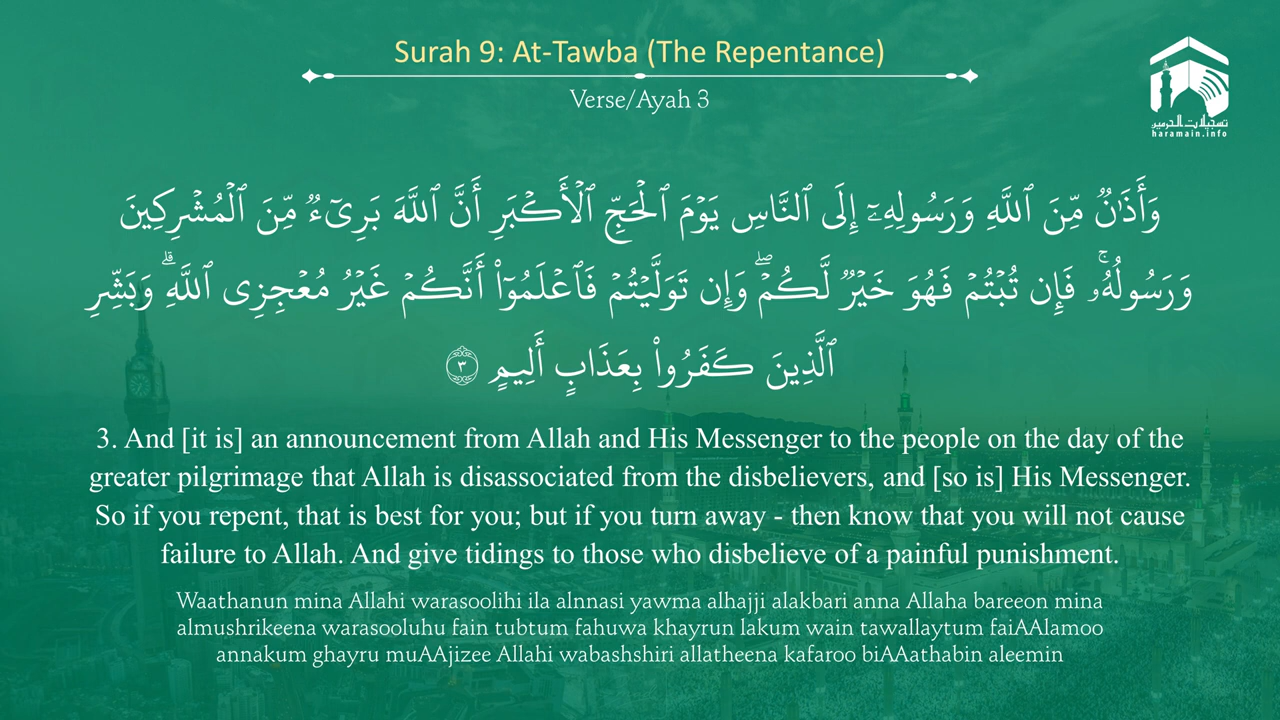 Surah 9: At-Tawba (The Repentance)
Verse/Ayah 3
تسجيلات الحرمين
haramain.info
وَأَذَٰنٌ مِّنَ ٱللَّهِ وَرَسُولِهِۦٓ إِلَى ٱلنَّاسِ يَوْمَ ٱلْحَجِّ ٱلْأَكْبَرِ أَنَّ ٱللَّهَ بَرِىٓءٌ مِّنَ ٱلْمُشْرِكِينَ
وَرَسُولُهُۥ ۚ فَإِن تُبْتُمْ فَهُوَ خَيْرٌ لَّكُمْ ۖ وَإِن تَوَلَّيْتُمْ فَٱعْلَمُوٓا۟ أَنَّكُمْ غَيْرُ مُعْجِزِى ٱللَّهِ ۗ وَبَشِّرِ
ٱلَّذِينَ كَفَرُوا۟ بِعَذَابٍ أَلِيمٍ ٣
3. And [it is] an announcement from Allah and His Messenger to the people on the day of the
greater pilgrimage that Allah is disassociated from the disbelievers, and [so is] His Messenger.
So if you repent, that is best for you; but if you turn away - then know that you will not cause
failure to Allah. And give tidings to those who disbelieve of a painful punishment.
Waathanun mina Allahi warasoolihi ila alnnasi yawma alhajji alakbari anna Allaha bareeon mina
almushrikeena warasooluhu fain tubtum fahuwa khayrun lakum wain tawallaytum faiAAlamoo
annakum ghayru muAAjizee Allahi wabashshiri allatheena kafaroo biAAathabin aleemin